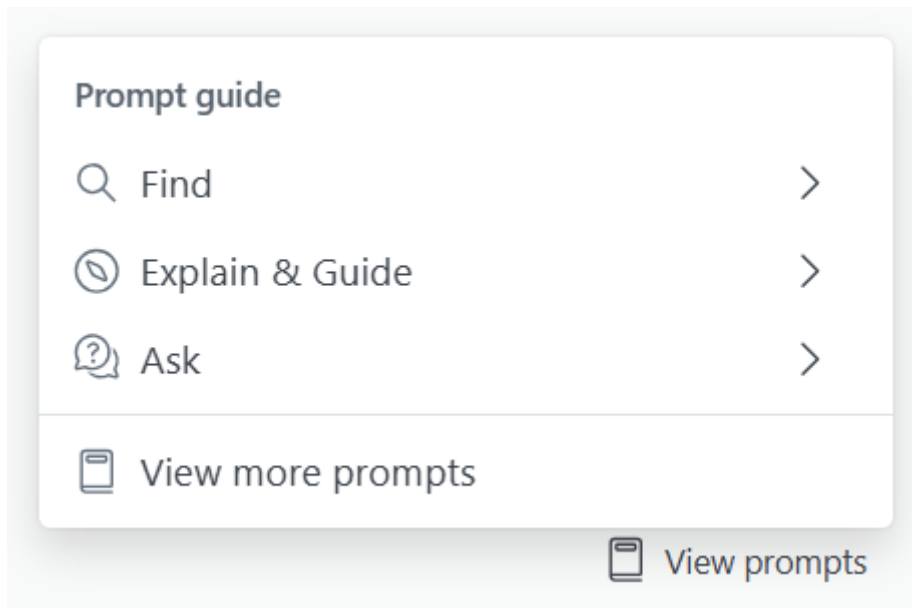 Prompt guide
Find
Explain & Guide
Ask
View more prompts
View prompts